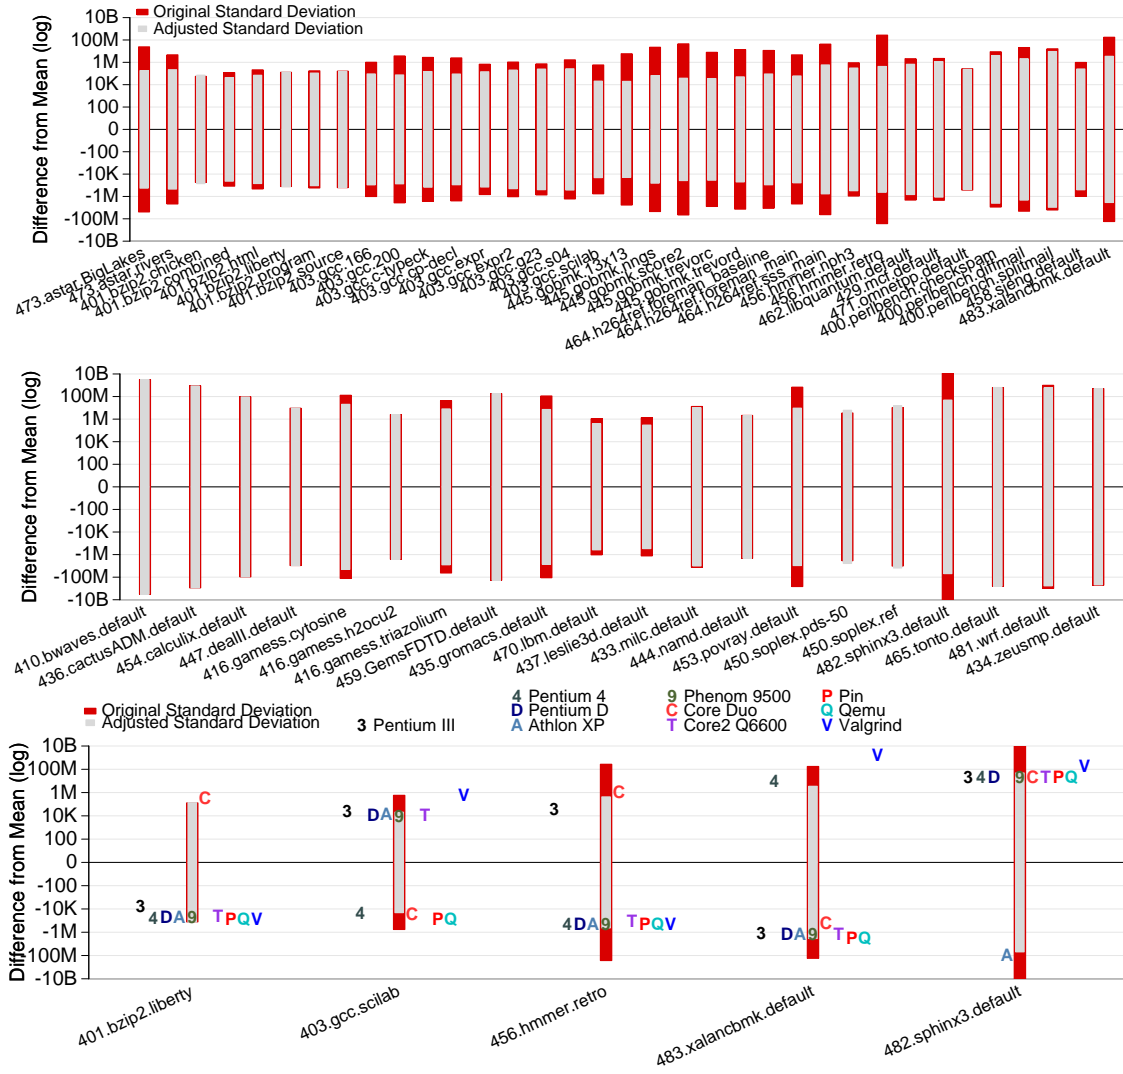 Original Standard Deviation
Adjusted Standard Deviation
Difference from Mean (log)
10B
100M
1M
10K
100
0
-100
-10K
-1M
-100M
-10B
473.astar.BigLakes
473.astar.rivers
401.bzip2.chicken
401.bzip2.combined
401.bzip2.html
401.bzip2.liberty
401.bzip2.program
401.bzip2.source
403.gcc.166
403.gcc.200
403.gcc.c-typeck
403.gcc.cp-decl
403.gcc.expr
403.gcc.expr2
403.gcc.g23
403.gcc.s04
403.gcc.scilab
445.gobmk.13x13
445.gobmk.nngs
445.gobmk.score2
445.gobmk.trevorc
445.gobmk.trevord
464.h264ref.foreman_baseline
464.h264ref.foreman_main
464.h264ref.sss_main
456.hmmer.nph3
456.hmmer.retro
462.libquantum.default
429.mcf.default
471.omnetpp.default
400.perlbench.checkspam
400.perlbench.diffmail
400.perlbench.splitmail
458.sjeng.default
483.xalancbmk.default
Difference from Mean (log)
10B
100M
1M
10K
100
0
-100
-10K
-1M
-100M
-10B
410.bwaves.default
436.cactusADM.default
454.calculix.default
447.dealII.default
416.gamess.cytosine
416.gamess.h2ocu2
416.gamess.triazolium
459.GemsFDTD.default
435.gromacs.default
470.lbm.default
437.leslie3d.default
433.milc.default
444.namd.default
453.povray.default
450.soplex.pds-50
450.soplex.ref
482.sphinx3.default
465.tonto.default
481.wrf.default
434.zeusmp.default
Original Standard Deviation
Adjusted Standard Deviation
3 Pentium III
4 Pentium 4
D Pentium D
A Athlon XP
9 Phenom 9500
C Core Duo
T Core2 Q6600
P Pin
Q Qemu
V Valgrind
Difference from Mean (log)
10B
100M
1M
10K
100
0
-100
-10K
-1M
-100M
-10B
C
3
4 D A 9 T P Q V
3 D A 9 T V
4 C P Q
3 C
4 D A 9 T P Q V
4 V
3 D A 9 C T P Q
3 4 D 9 C T P Q V
A
401.bzip2.liberty
403.gcc.scilab
456.hmmer.retro
483.xalancbmk.default
482.sphinx3.default